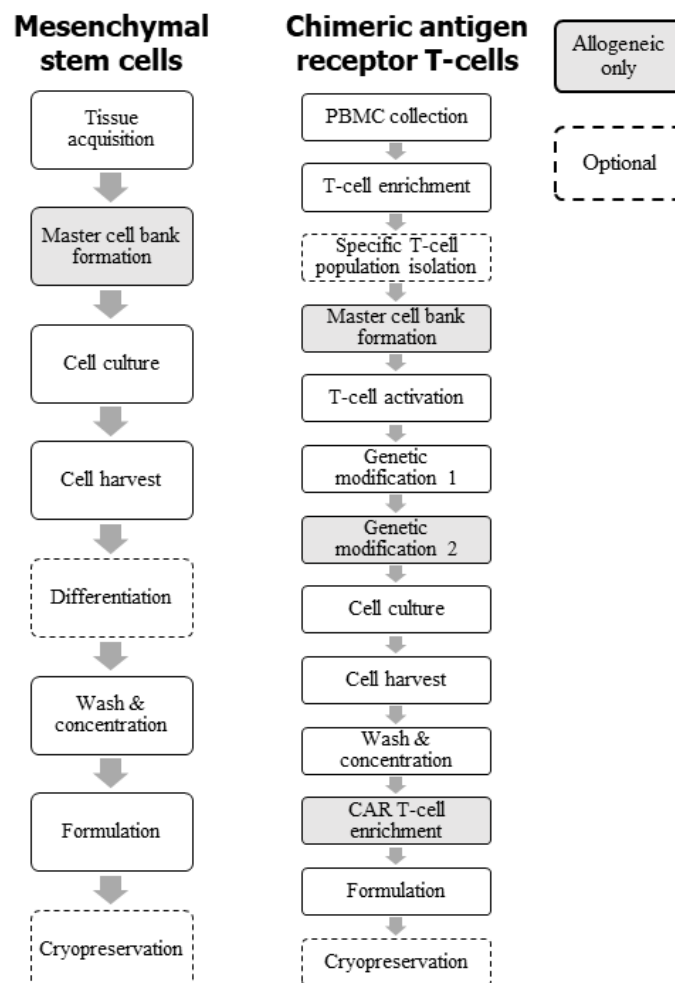 Mesenchymal
stem cells
Tissue
acquisition
Master cell bank
formation
Cell culture
Cell harvest
Differentiation
Wash &
concentration
Formulation
Cryopreservation
Chimeric antigen
receptor T-cells
PBMC collection
T-cell enrichment
Specific T-cell
population isolation
Master cell bank
formation
T-cell activation
Genetic
modification 1
Genetic
modification 2
Cell culture
Cell harvest
Wash &
concentration
CAR T-cell
enrichment
Formulation
Cryopreservation
Allogeneic
only
Optional